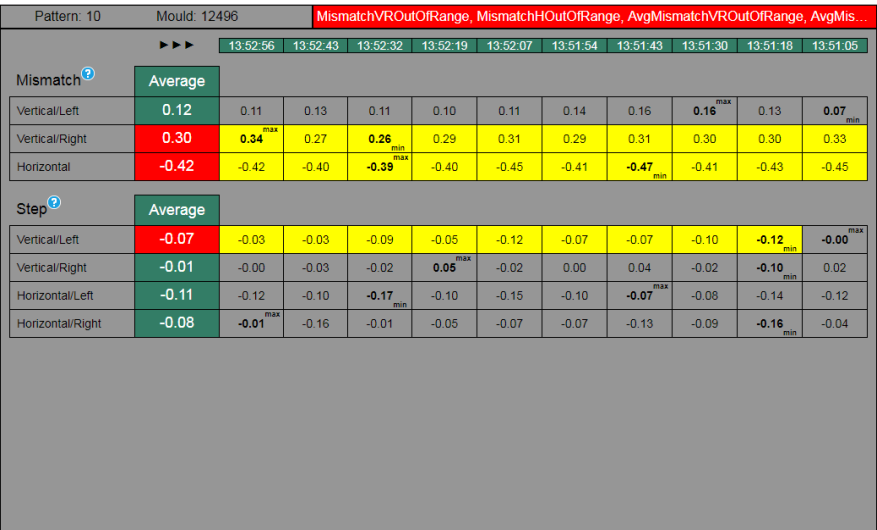 Pattern: 10 Mould: 12496 MismatchVROutOfRange, MismatchHOutOfRange, AvgMismatchVROutOfRange, AvgMis...
►►► 13:52:56 13:52:43 13:52:32 13:52:19 13:52:07 13:51:54 13:51:43 13:51:30 13:51:18 13:51:05
Mismatch ? Average
Vertical/Left 0.12 0.11 0.13 0.11 0.10 0.11 0.14 0.16 0.16 max 0.13 0.07 min
Vertical/Right 0.30 0.34 max 0.27 0.26 min 0.29 0.31 0.29 0.31 0.30 0.30 0.33
Horizontal -0.42 -0.42 -0.40 -0.39 max -0.40 -0.45 -0.41 -0.47 min -0.41 -0.43 -0.45
Step ? Average
Vertical/Left -0.07 -0.03 -0.03 -0.09 -0.05 -0.12 -0.07 -0.07 -0.10 -0.12 min -0.00 max
Vertical/Right -0.01 -0.00 -0.03 -0.02 0.05 max -0.02 0.00 0.04 -0.02 -0.10 min 0.02
Horizontal/Left -0.11 -0.12 -0.10 -0.17 min -0.10 -0.15 -0.10 -0.07 max -0.08 -0.14 -0.12
Horizontal/Right -0.08 -0.01 max -0.16 -0.01 -0.05 -0.07 -0.07 -0.13 -0.09 -0.16 min -0.04